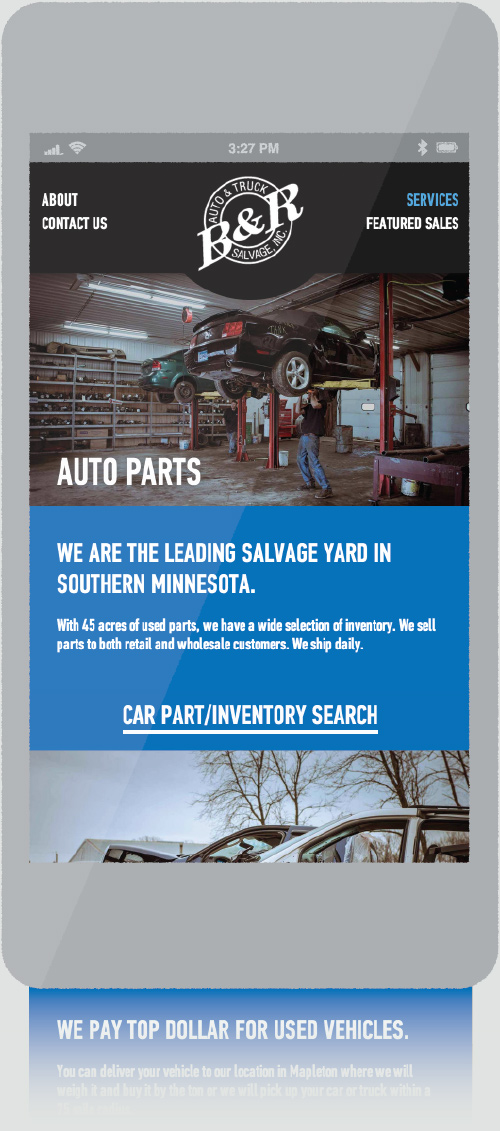 3:27 PM
ABOUT
CONTACT US
AUTO & TRUCK
B&R
SALVAGE, INC.
SERVICES
FEATURED SALES
AUTO PARTS
WE ARE THE LEADING SALVAGE YARD IN
SOUTHERN MINNESOTA.
With 45 acres of used parts, we have a wide selection of inventory. We sell
parts to both retail and wholesale customers. We ship daily.
CAR PART/INVENTORY SEARCH
WE PAY TOP DOLLAR FOR USED VEHICLES.
You can deliver your vehicle to our location in Mapleton where we will
weigh it and buy it by the ton or we will pick up your car or truck within a